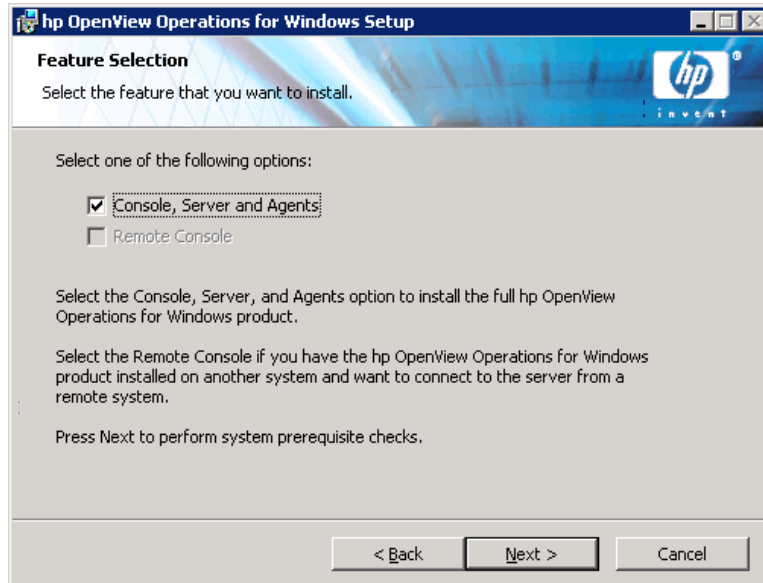 hp OpenView Operations for Windows Setup
Feature Selection
Select the feature that you want to install.
hp
®
invent
Select one of the following options:
Console, Server and Agents
Remote Console
Select the Console, Server, and Agents option to install the full hp OpenView
Operations for Windows product.
Select the Remote Console if you have the hp OpenView Operations for Windows
product installed on another system and want to connect to the server from a
remote system.
Press Next to perform system prerequisite checks.
< Back
Next >
Cancel